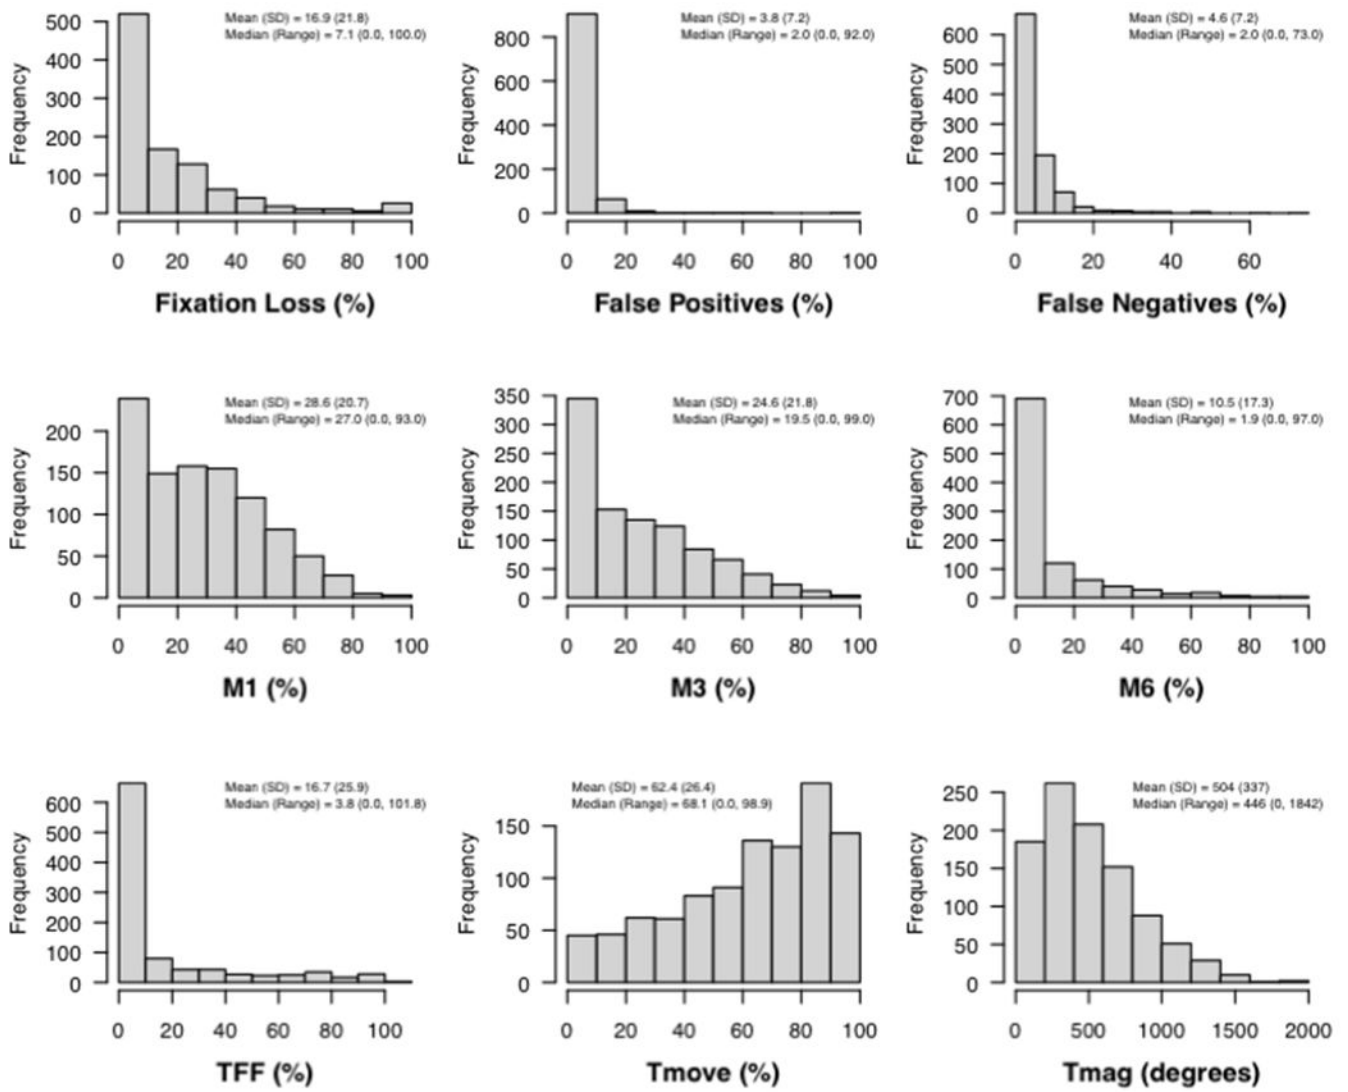 Mean (SD) = 16.9 (21.8)
Median (Range) = 7.1 (0.0, 100.0)
Frequency
500
400
300
200
100
0
0 20 40 60 80 100
Fixation Loss (%)
Mean (SD) = 3.8 (7.2)
Median (Range) = 2.0 (0.0, 92.0)
Frequency
800
600
400
200
0
0 20 40 60 80 100
False Positives (%)
Mean (SD) = 4.6 (7.2)
Median (Range) = 2.0 (0.0, 73.0)
Frequency
600
500
400
300
200
100
0
0 20 40 60
False Negatives (%)
Mean (SD) = 28.6 (20.7)
Median (Range) = 27.0 (0.0, 93.0)
Frequency
200
150
100
50
0
0 20 40 60 80 100
M1 (%)
Mean (SD) = 24.6 (21.8)
Median (Range) = 19.5 (0.0, 99.0)
Frequency
350
300
250
200
150
100
50
0
0 20 40 60 80 100
M3 (%)
Mean (SD) = 10.5 (17.3)
Median (Range) = 1.9 (0.0, 97.0)
Frequency
700
600
500
400
300
200
100
0
0 20 40 60 80 100
M6 (%)
Mean (SD) = 16.7 (25.9)
Median (Range) = 3.8 (0.0, 101.8)
Frequency
600
500
400
300
200
100
0
0 20 40 60 80 100
TFF (%)
Mean (SD) = 62.4 (26.4)
Median (Range) = 68.1 (0.0, 98.9)
Frequency
150
100
50
0
0 20 40 60 80 100
Tmove (%)
Mean (SD) = 504 (337)
Median (Range) = 446 (0, 1842)
Frequency
250
200
150
100
50
0
0 500 1000 1500 2000
Tmag (degrees)